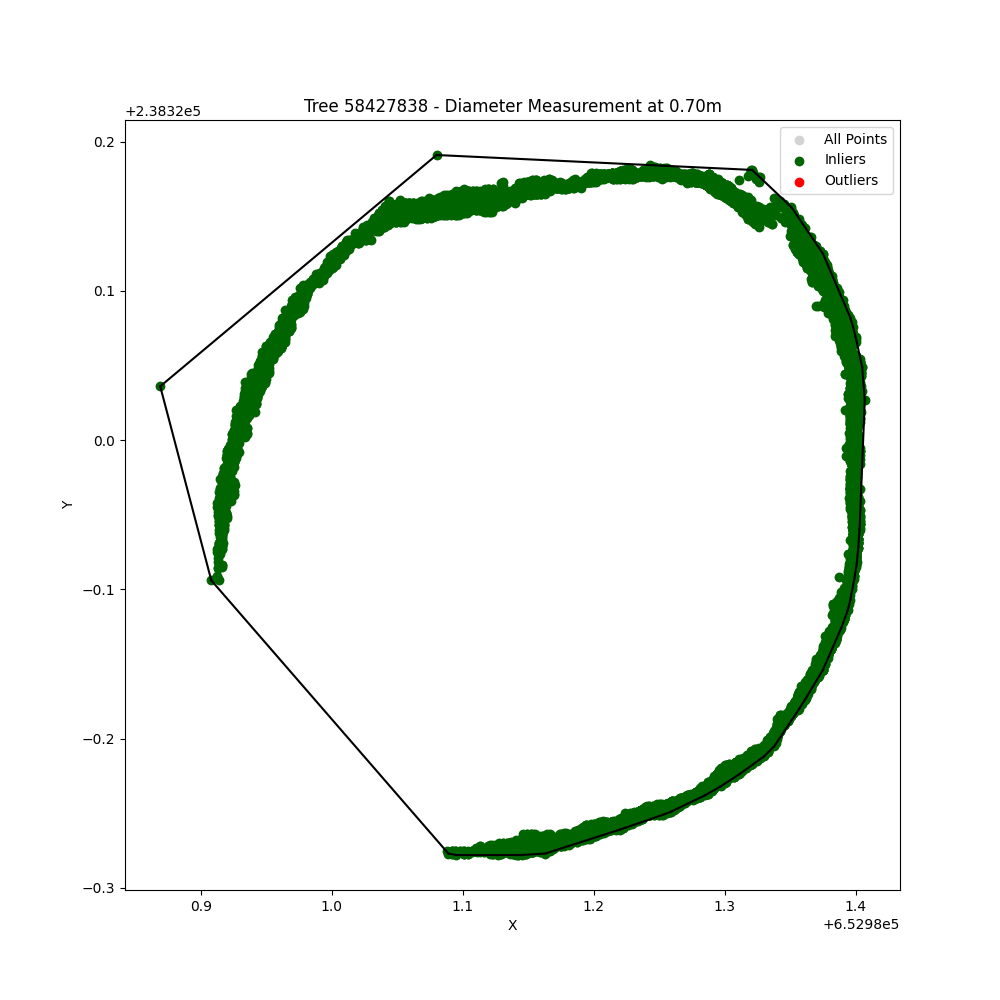 Tree 58427838 - Diameter Measurement at 0.70m
+2.3832e5
All Points
Inliers
Outliers
0.2
0.1
0.0
−0.1
−0.2
−0.3
Y
0.9
1.0
1.1
1.2
1.3
1.4
X
+6.5298e5